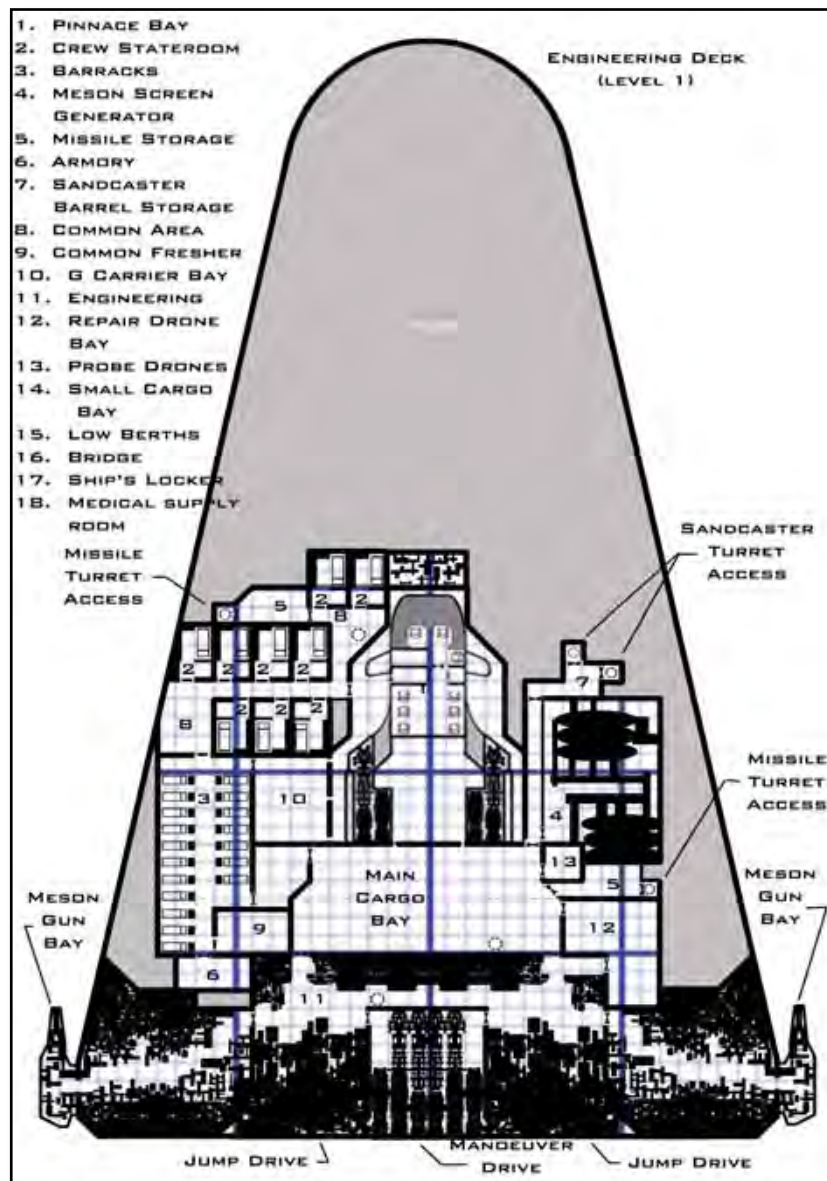 1. Pinnace Bay
2. Crew Stateroom
3. Barracks
4. Meson Screen
Generator
5. Missile Storage
6. Armory
7. Sandcaster
Barrel Storage
8. Common Area
9. Common Fresher
10. G Carrier Bay
11. Engineering
12. Repair Drone
Bay
13. Probe Drones
14. Small Cargo
Bay
15. Low Berths
16. Bridge
17. Ship's Locker
18. Medical supply
room
Engineering Deck
(level 1)
Missile
Turret
Access
Sandcaster
Turret
Access
2
2
5
8
2
2
2
2
7
1
2
2
2
8
Missile
Turret
Access
3
10
4
13
Main
Cargo
Bay
5
Meson
Gun
Bay
Meson
Gun
Bay
9
12
6
11
Jump Drive
Manoeuver
Drive
Jump Drive